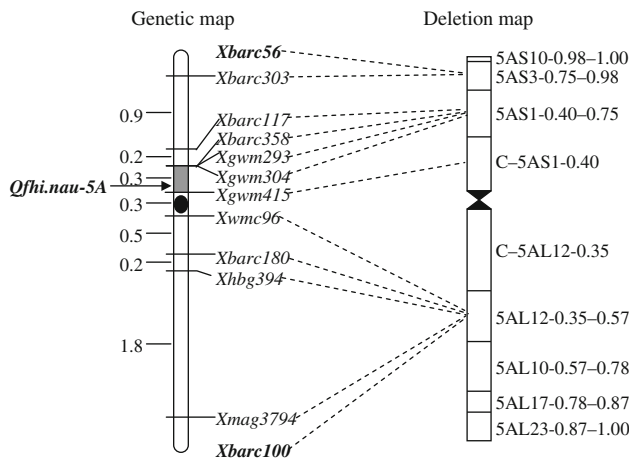 Genetic map
Deletion map
Xbarc56
Xbarc303
0.9
Xbarc117
0.2
Xbarc358
Xgwm293
0.3
Xgwm304
Qfhi.nau-5A
Xgwm415
0.3
Xwmc96
0.5
Xbarc180
0.2
Xhbg394
1.8
Xmag3794
Xbarc100
5AS10-0.98–1.00
5AS3-0.75–0.98
5AS1-0.40–0.75
C–5AS1-0.40
C–5AL12-0.35
5AL12-0.35–0.57
5AL10-0.57–0.78
5AL17-0.78–0.87
5AL23-0.87–1.00